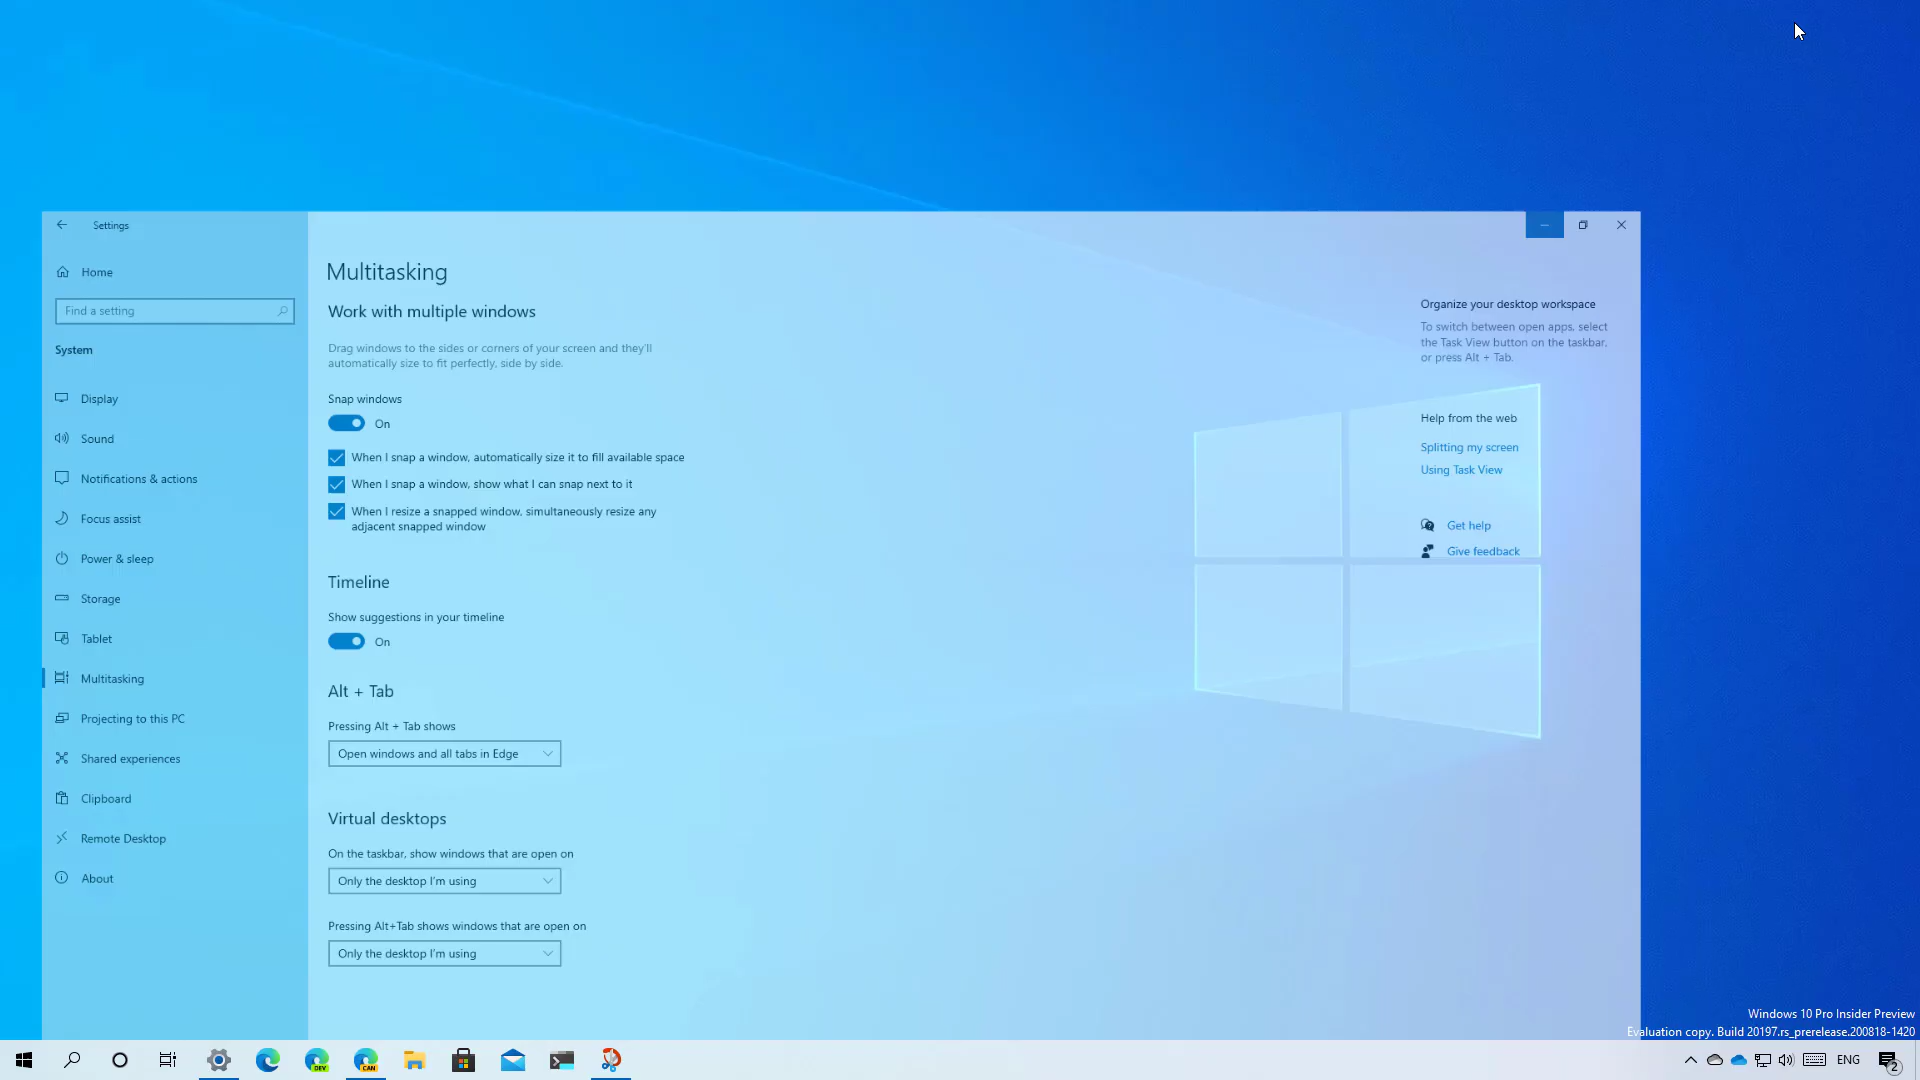 Settings
Home
Find a setting
System
Display
Sound
Notifications & actions
Focus assist
Power & sleep
Storage
Tablet
Multitasking
Projecting to this PC
Shared experiences
Clipboard
Remote Desktop
About
Multitasking
Work with multiple windows
Drag windows to the sides or corners of your screen and they'll
automatically size to fit perfectly, side by side.
Snap windows
On
When I snap a window, automatically size it to fill available space
When I snap a window, show what I can snap next to it
When I resize a snapped window, simultaneously resize any
adjacent snapped window
Timeline
Show suggestions in your timeline
On
Alt + Tab
Pressing Alt + Tab shows
Open windows and all tabs in Edge
Virtual desktops
On the taskbar, show windows that are open on
Only the desktop I'm using
Pressing Alt+Tab shows windows that are open on
Only the desktop I'm using
Organize your desktop workspace
To switch between open apps, select
the Task View button on the taskbar,
or press Alt + Tab.
Help from the web
Splitting my screen
Using Task View
Get help
Give feedback
Windows 10 Pro Insider Preview
Evaluation copy. Build 20197.rs_prerelease.200818-1420
DEV
CAN
ENG
2